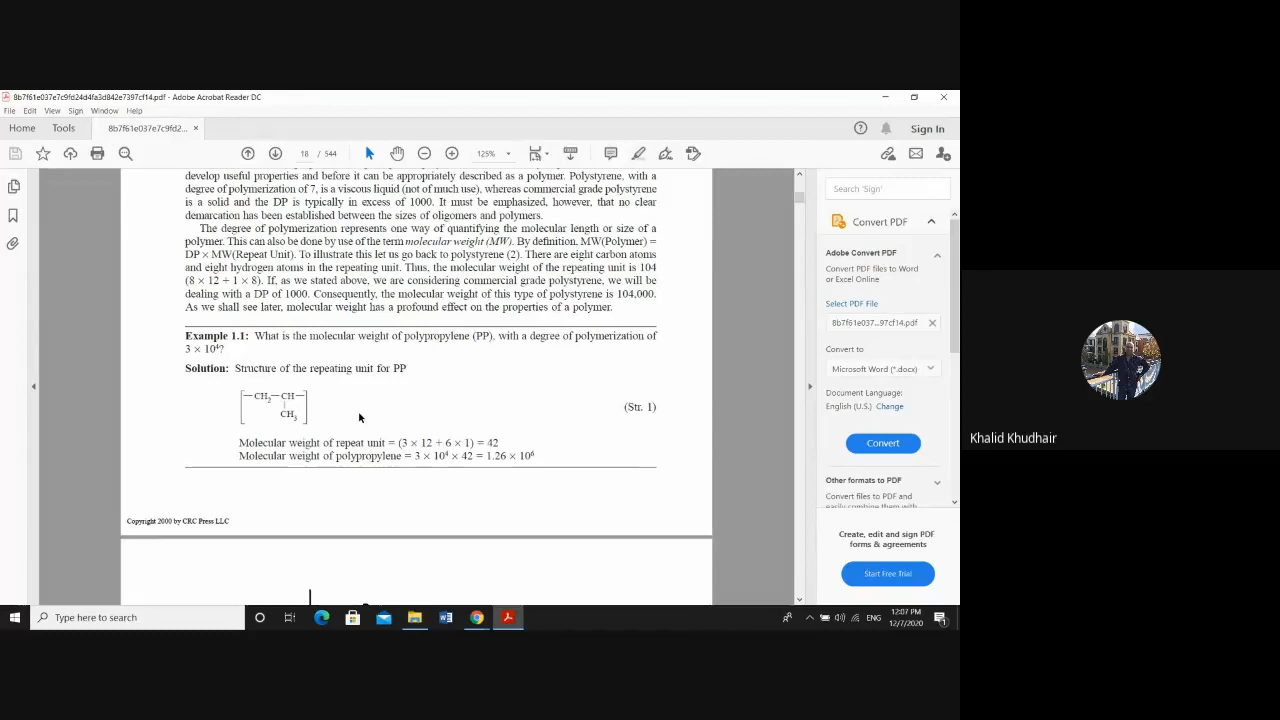 8b7f61e037e7c9fd24d4fa3d842e7397cf14.pdf - Adobe Acrobat Reader DC
File Edit View Sign Window Help
Home Tools 8b7f61e037e7c9fd2... ×
Sign In
18 / 544
125%
develop useful properties and before it can be appropriately described as a polymer. Polystyrene, with a
degree of polymerization of 7, is a viscous liquid (not of much use), whereas commercial grade polystyrene
is a solid and the DP is typically in excess of 1000. It must be emphasized, however, that no clear
demarcation has been established between the sizes of oligomers and polymers.
The degree of polymerization represents one way of quantifying the molecular length or size of a
polymer. This can also be done by use of the term molecular weight (MW). By definition, MW(Polymer) =
DP × MW(Repeat Unit). To illustrate this let us go back to polystyrene (2). There are eight carbon atoms
and eight hydrogen atoms in the repeating unit. Thus, the molecular weight of the repeating unit is 104
(8 × 12 + 1 × 8). If, as we stated above, we are considering commercial grade polystyrene, we will be
dealing with a DP of 1000. Consequently, the molecular weight of this type of polystyrene is 104,000.
As we shall see later, molecular weight has a profound effect on the properties of a polymer.
Example 1.1: What is the molecular weight of polypropylene (PP), with a degree of polymerization of
3 × 10⁴?
Solution: Structure of the repeating unit for PP
—CH₂—CH—
CH₃
(Str. 1)
Molecular weight of repeat unit = (3 × 12 + 6 × 1) = 42
Molecular weight of polypropylene = 3 × 10⁴ × 42 = 1.26 × 10⁶
Copyright 2000 by CRC Press LLC
Search 'Sign'
Convert PDF
Adobe Convert PDF
Convert PDF files to Word
or Excel Online
Select PDF File
8b7f61e037...97cf14.pdf
Convert to
Microsoft Word (*.docx)
Document Language:
English (U.S.) Change
Convert
Other formats to PDF
Convert files to PDF and
easily combine them with
Create, edit and sign PDF
forms & agreements
Start Free Trial
Type here to search
ENG
12:07 PM
12/7/2020
1
Khalid Khudhair